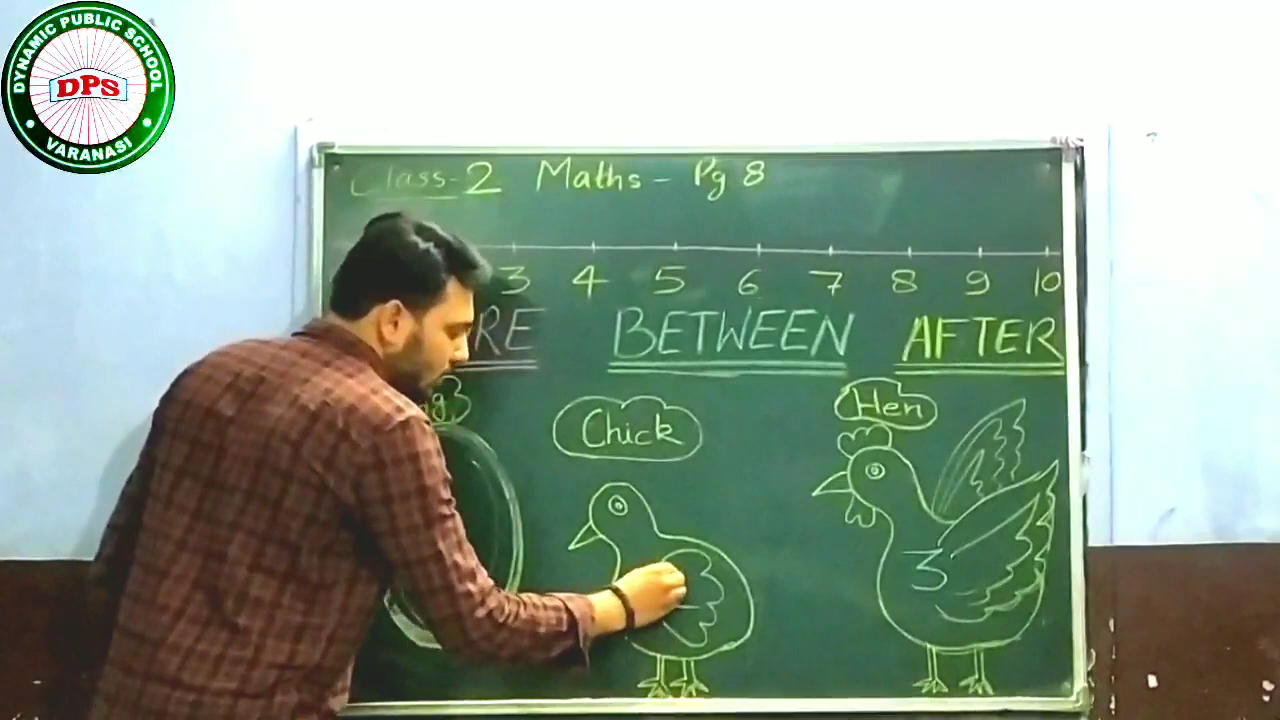 DYNAMIC PUBLIC SCHOOL
DPS
VARANASI
Class-2 Maths - Pg 8
3 4 5 6 7 8 9 10
BETWEEN AFTER
Chick
Hen
3